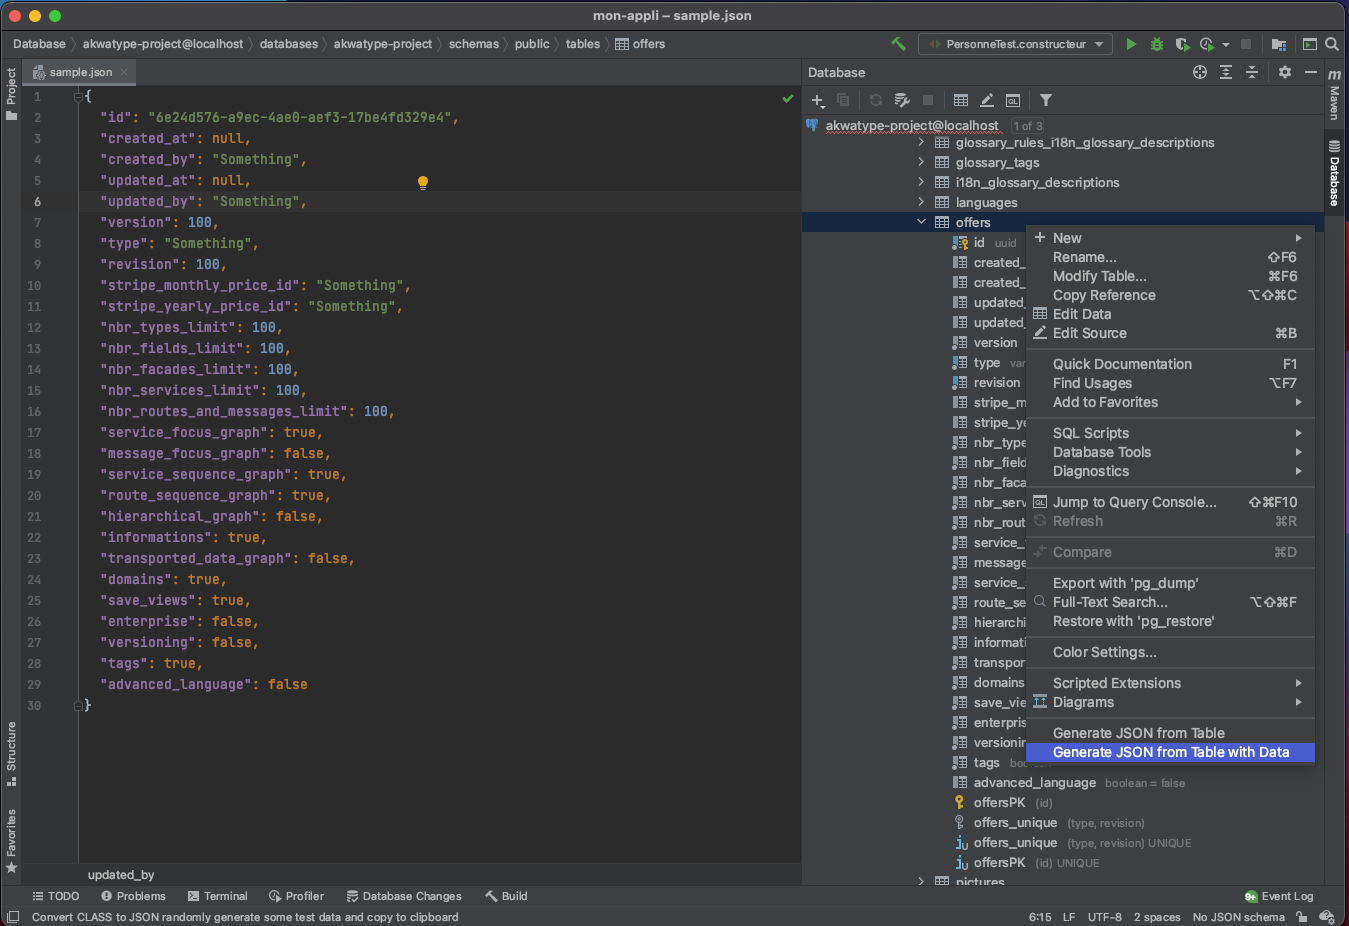 mon-appli – sample.json
Database akwatype-project@localhost databases akwatype-project schemas public tables offers
PersonneTest.constructeur
Project
sample.json
1 {
2 "id": "6e24d576-a9ec-4ae0-aef3-17be4fd329e4",
3 "created_at": null,
4 "created_by": "Something",
5 "updated_at": null,
6 "updated_by": "Something",
7 "version": 100,
8 "type": "Something",
9 "revision": 100,
10 "stripe_monthly_price_id": "Something",
11 "stripe_yearly_price_id": "Something",
12 "nbr_types_limit": 100,
13 "nbr_fields_limit": 100,
14 "nbr_facades_limit": 100,
15 "nbr_services_limit": 100,
16 "nbr_routes_and_messages_limit": 100,
17 "service_focus_graph": true,
18 "message_focus_graph": false,
19 "service_sequence_graph": true,
20 "route_sequence_graph": true,
21 "hierarchical_graph": false,
22 "informations": true,
23 "transported_data_graph": false,
24 "domains": true,
25 "save_views": true,
26 "enterprise": false,
27 "versioning": false,
28 "tags": true,
29 "advanced_language": false
30 }
Structure
Favorites
updated_by
Database
akwatype-project@localhost 1 of 3
glossary_rules_i18n_glossary_descriptions
glossary_tags
i18n_glossary_descriptions
languages
offers
id uuid
created_
created_
updated_
updated_
version
type var
revision
stripe_m
stripe_ye
nbr_type
nbr_field
nbr_faca
nbr_serv
nbr_rout
service_
message
service_
route_se
hierarchi
informati
transpor
domains
save_vie
enterpris
versionin
tags boolean
advanced_language boolean = false
offersPK (id)
offers_unique (type, revision)
offers_unique (type, revision) UNIQUE
offersPK (id) UNIQUE
pictures
New
Rename... ⇧F6
Modify Table... ⌘F6
Copy Reference ⌥⇧⌘C
Edit Data
Edit Source ⌘B
Quick Documentation F1
Find Usages ⌥F7
Add to Favorites
SQL Scripts
Database Tools
Diagnostics
QL Jump to Query Console... ⇧⌘F10
Refresh ⌘R
Compare ⌘D
Export with 'pg_dump'
Full-Text Search... ⌥⇧⌘F
Restore with 'pg_restore'
Color Settings...
Scripted Extensions
Diagrams
Generate JSON from Table
Generate JSON from Table with Data
m Maven
Database
TODO Problems Terminal Profiler Database Changes Build 9+ Event Log
Convert CLASS to JSON randomly generate some test data and copy to clipboard 6:15 LF UTF-8 2 spaces No JSON schema